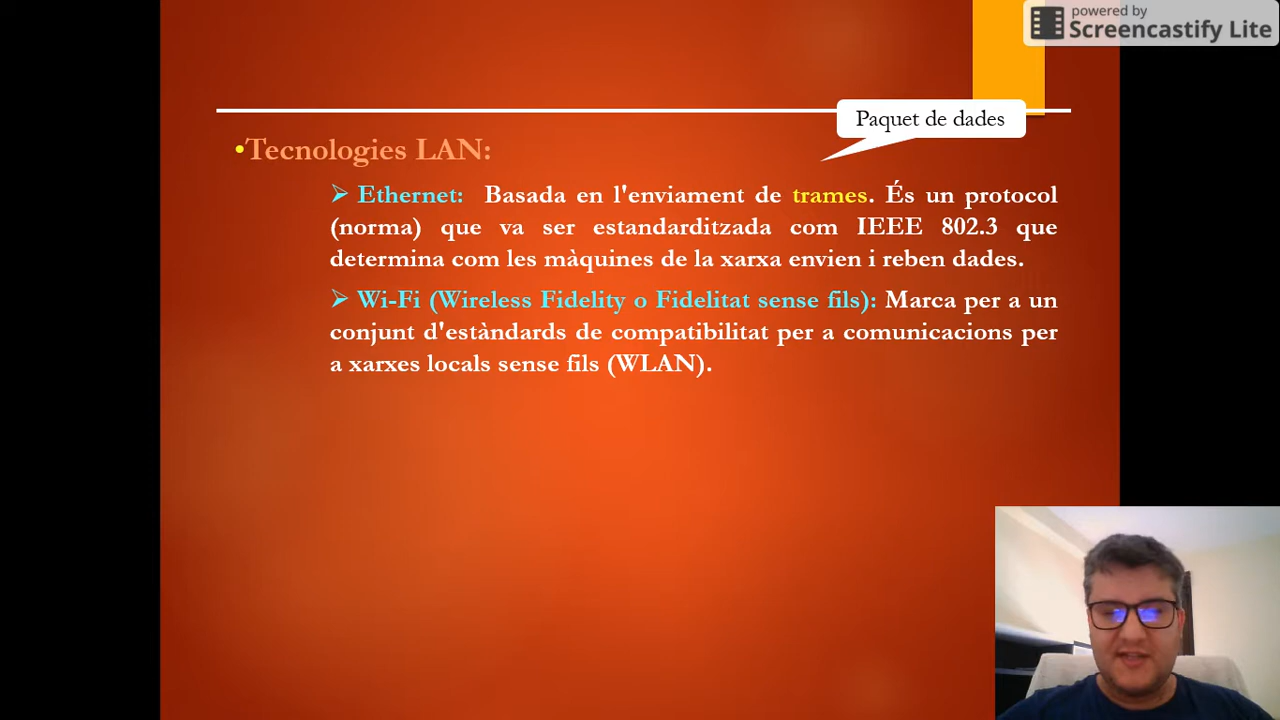 powered by
Screencastify Lite
Paquet de dades
•Tecnologies LAN:
➢ Ethernet: Basada en l'enviament de trames. És un protocol
(norma) que va ser estandarditzada com IEEE 802.3 que
determina com les màquines de la xarxa envien i reben dades.
➢ Wi-Fi (Wireless Fidelity o Fidelitat sense fils): Marca per a un
conjunt d'estàndards de compatibilitat per a comunicacions per
a xarxes locals sense fils (WLAN).